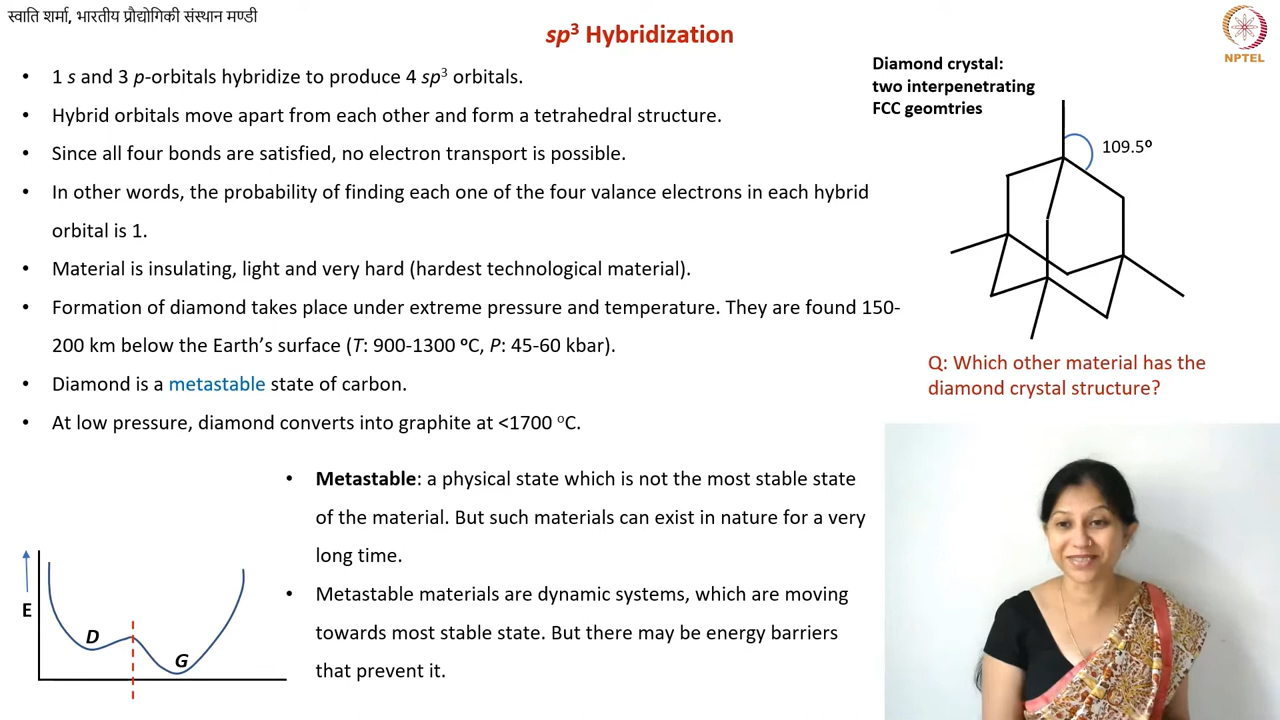 स्वाति शर्मा, भारतीय प्रौद्योगिकी संस्थान मण्डी
sp³ Hybridization
NPTEL
• 1 s and 3 p-orbitals hybridize to produce 4 sp³ orbitals.
• Hybrid orbitals move apart from each other and form a tetrahedral structure.
• Since all four bonds are satisfied, no electron transport is possible.
• In other words, the probability of finding each one of the four valance electrons in each hybrid
orbital is 1.
• Material is insulating, light and very hard (hardest technological material).
• Formation of diamond takes place under extreme pressure and temperature. They are found 150-
200 km below the Earth’s surface (T: 900-1300 ºC, P: 45-60 kbar).
• Diamond is a metastable state of carbon.
• At low pressure, diamond converts into graphite at <1700 ºC.
Diamond crystal:
two interpenetrating
FCC geomtries
109.5º
Q: Which other material has the
diamond crystal structure?
• Metastable: a physical state which is not the most stable state
of the material. But such materials can exist in nature for a very
long time.
• Metastable materials are dynamic systems, which are moving
towards most stable state. But there may be energy barriers
that prevent it.
E
D
G